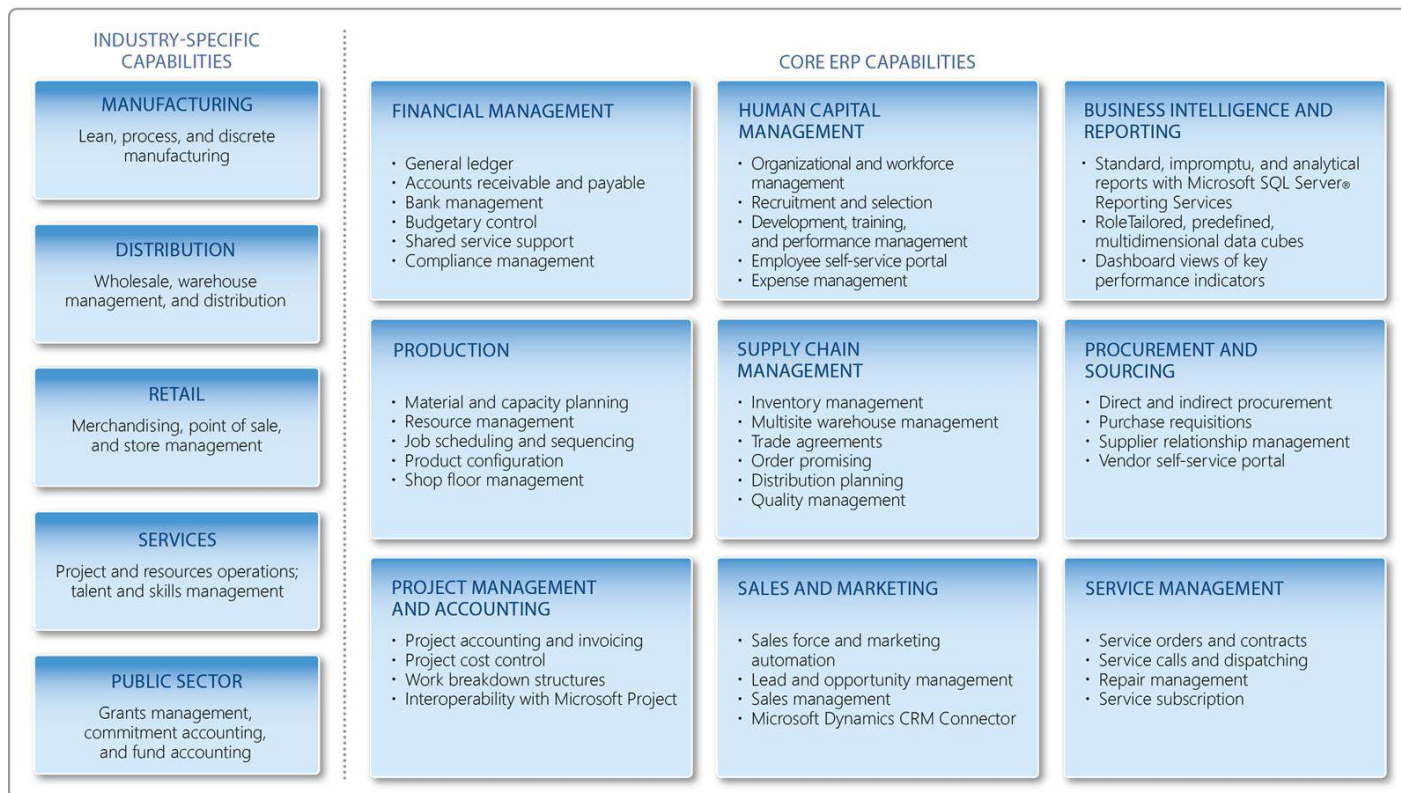 INDUSTRY-SPECIFIC
CAPABILITIES
MANUFACTURING
Lean, process, and discrete
manufacturing
DISTRIBUTION
Wholesale, warehouse
management, and distribution
RETAIL
Merchandising, point of sale,
and store management
SERVICES
Project and resources operations;
talent and skills management
PUBLIC SECTOR
Grants management,
commitment accounting,
and fund accounting
CORE ERP CAPABILITIES
FINANCIAL MANAGEMENT
• General ledger
• Accounts receivable and payable
• Bank management
• Budgetary control
• Shared service support
• Compliance management
HUMAN CAPITAL
MANAGEMENT
• Organizational and workforce
management
• Recruitment and selection
• Development, training,
and performance management
• Employee self-service portal
• Expense management
BUSINESS INTELLIGENCE AND
REPORTING
• Standard, impromptu, and analytical
reports with Microsoft SQL Server®
Reporting Services
• RoleTailored, predefined,
multidimensional data cubes
• Dashboard views of key
performance indicators
PRODUCTION
• Material and capacity planning
• Resource management
• Job scheduling and sequencing
• Product configuration
• Shop floor management
SUPPLY CHAIN
MANAGEMENT
• Inventory management
• Multisite warehouse management
• Trade agreements
• Order promising
• Distribution planning
• Quality management
PROCUREMENT AND
SOURCING
• Direct and indirect procurement
• Purchase requisitions
• Supplier relationship management
• Vendor self-service portal
PROJECT MANAGEMENT
AND ACCOUNTING
• Project accounting and invoicing
• Project cost control
• Work breakdown structures
• Interoperability with Microsoft Project
SALES AND MARKETING
• Sales force and marketing
automation
• Lead and opportunity management
• Sales management
• Microsoft Dynamics CRM Connector
SERVICE MANAGEMENT
• Service orders and contracts
• Service calls and dispatching
• Repair management
• Service subscription